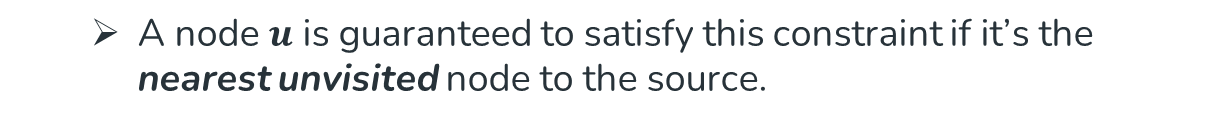 ➢ A node u is guaranteed to satisfy this constraint if it’s the
nearest unvisited node to the source.